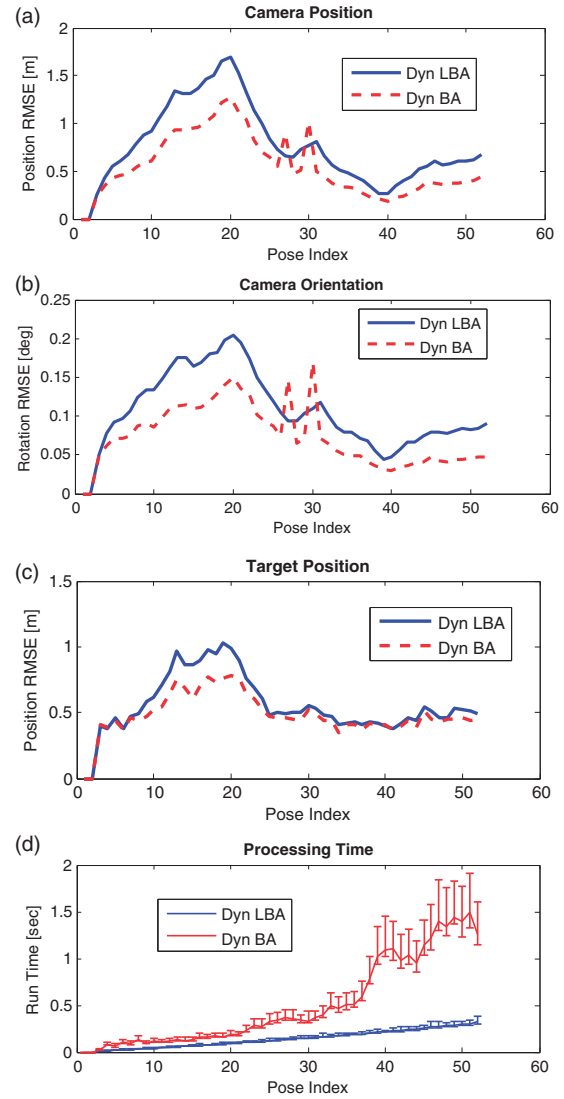 (a)
Camera Position
2
1.5
1
0.5
0
Position RMSE [m]
Dyn LBA
Dyn BA
0 10 20 30 40 50 60
Pose Index
(b)
Camera Orientation
0.25
0.2
0.15
0.1
0.05
0
Rotation RMSE [deg]
Dyn LBA
Dyn BA
0 10 20 30 40 50 60
Pose Index
(c)
Target Position
1.5
1
0.5
0
Position RMSE [m]
Dyn LBA
Dyn BA
0 10 20 30 40 50 60
Pose Index
(d)
Processing Time
2
1.5
1
0.5
0
Run Time [sec]
Dyn LBA
Dyn BA
0 10 20 30 40 50 60
Pose Index